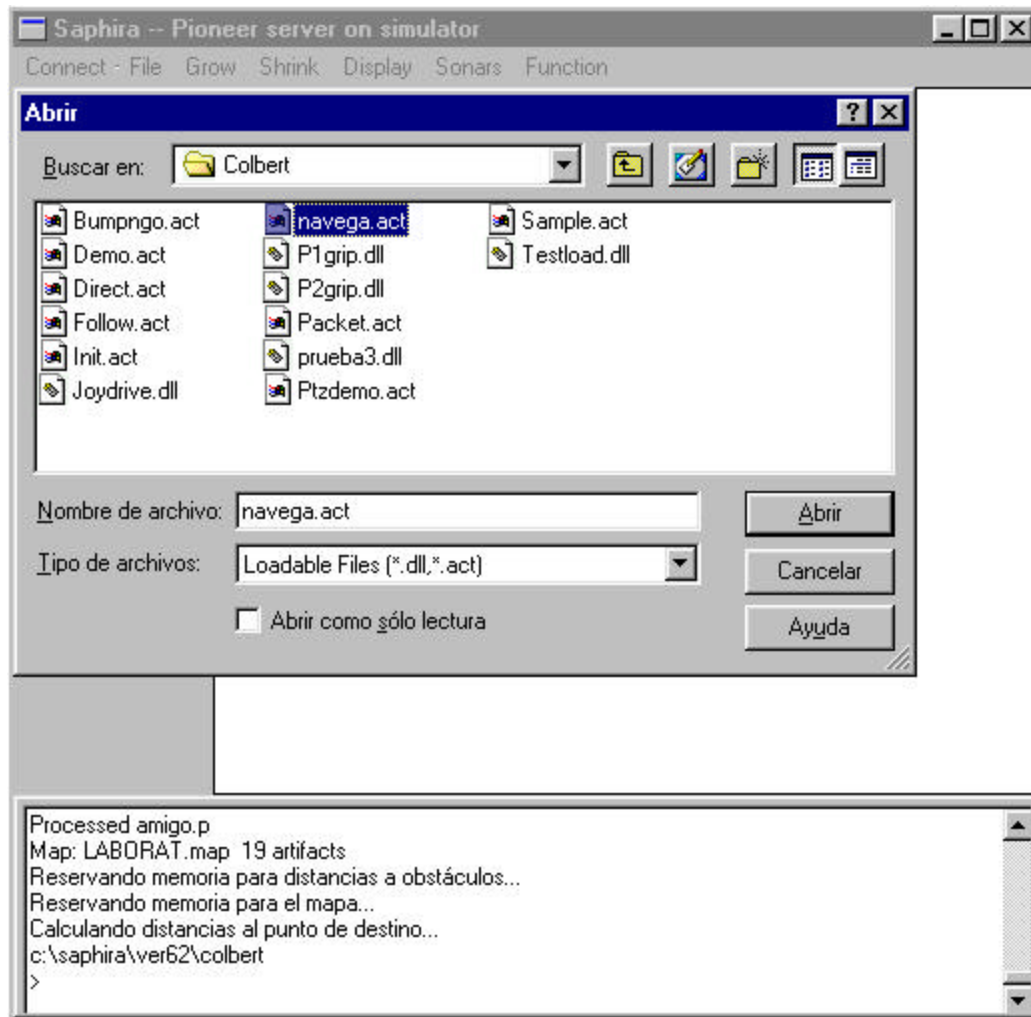 Saphira -- Pioneer server on simulator
Connect - File Grow Shrink Display Sonars Function
Abrir
Buscar en: Colbert
Bumpngo.act navega.act Sample.act
Demo.act P1grip.dll Testload.dll
Direct.act P2grip.dll
Follow.act Packet.act
Init.act prueba3.dll
Joydrive.dll Ptzdemo.act
Nombre de archivo: navega.act Abrir
Tipo de archivos: Loadable Files (*.dll,*.act) Cancelar
Abrir como sólo lectura Ayuda
Processed amigo.p
Map: LABORAT.map 19 artifacts
Reservando memoria para distancias a obstáculos...
Reservando memoria para el mapa...
Calculando distancias al punto de destino...
c:\saphira\ver62\colbert
>